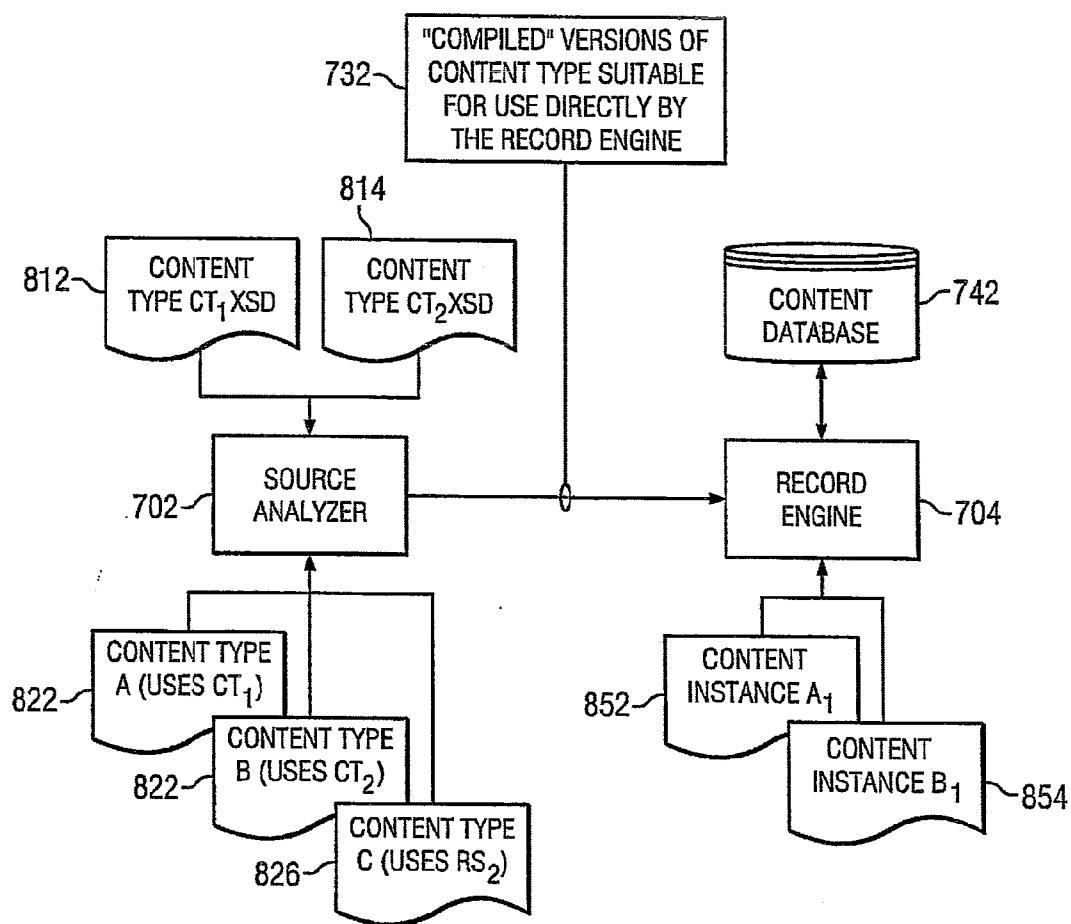 "COMPILED" VERSIONS OF
CONTENT TYPE SUITABLE
FOR USE DIRECTLY BY
THE RECORD ENGINE
732
814
812
CONTENT
TYPE CT1 XSD
CONTENT
TYPE CT2 XSD
CONTENT
DATABASE
742
702
SOURCE
ANALYZER
RECORD
ENGINE
704
CONTENT TYPE
A (USES CT1)
822
CONTENT TYPE
B (USES CT2)
822
CONTENT TYPE
C (USES RS2)
826
CONTENT
INSTANCE A1
852
CONTENT
INSTANCE B1
854